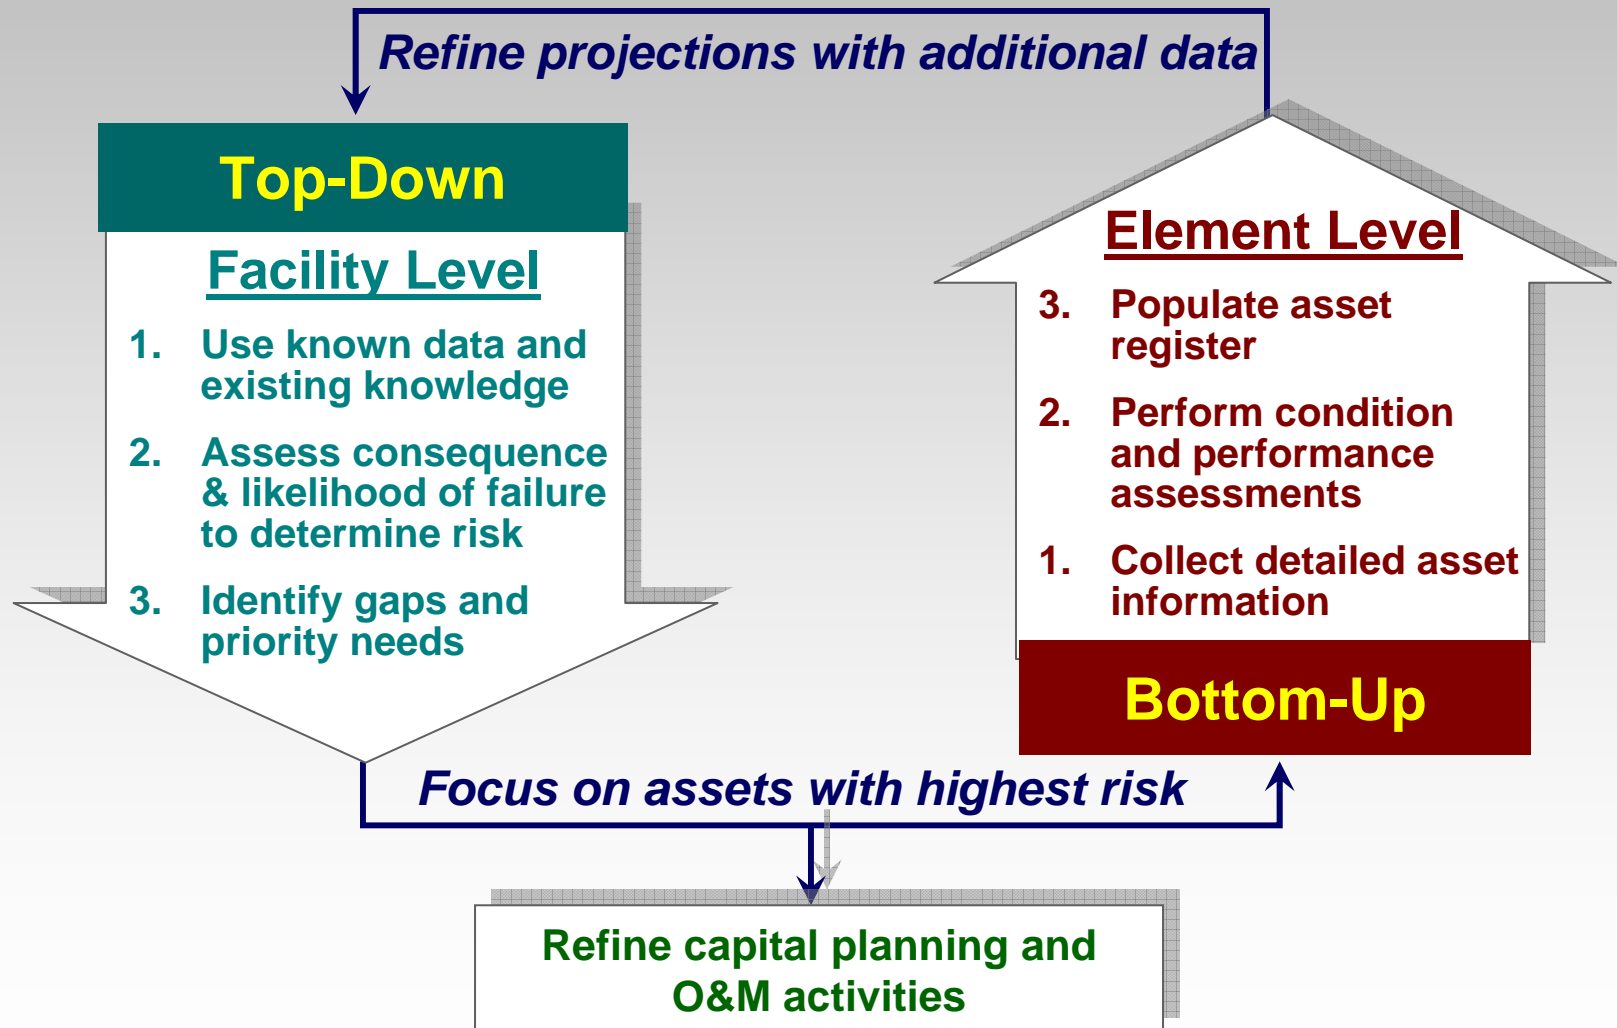 Refine projections with additional data
Top-Down
Facility Level
1. Use known data and
existing knowledge
2. Assess consequence
& likelihood of failure
to determine risk
3. Identify gaps and
priority needs
Element Level
3. Populate asset
register
2. Perform condition
and performance
assessments
1. Collect detailed asset
information
Bottom-Up
Focus on assets with highest risk
Refine capital planning and
O&M activities